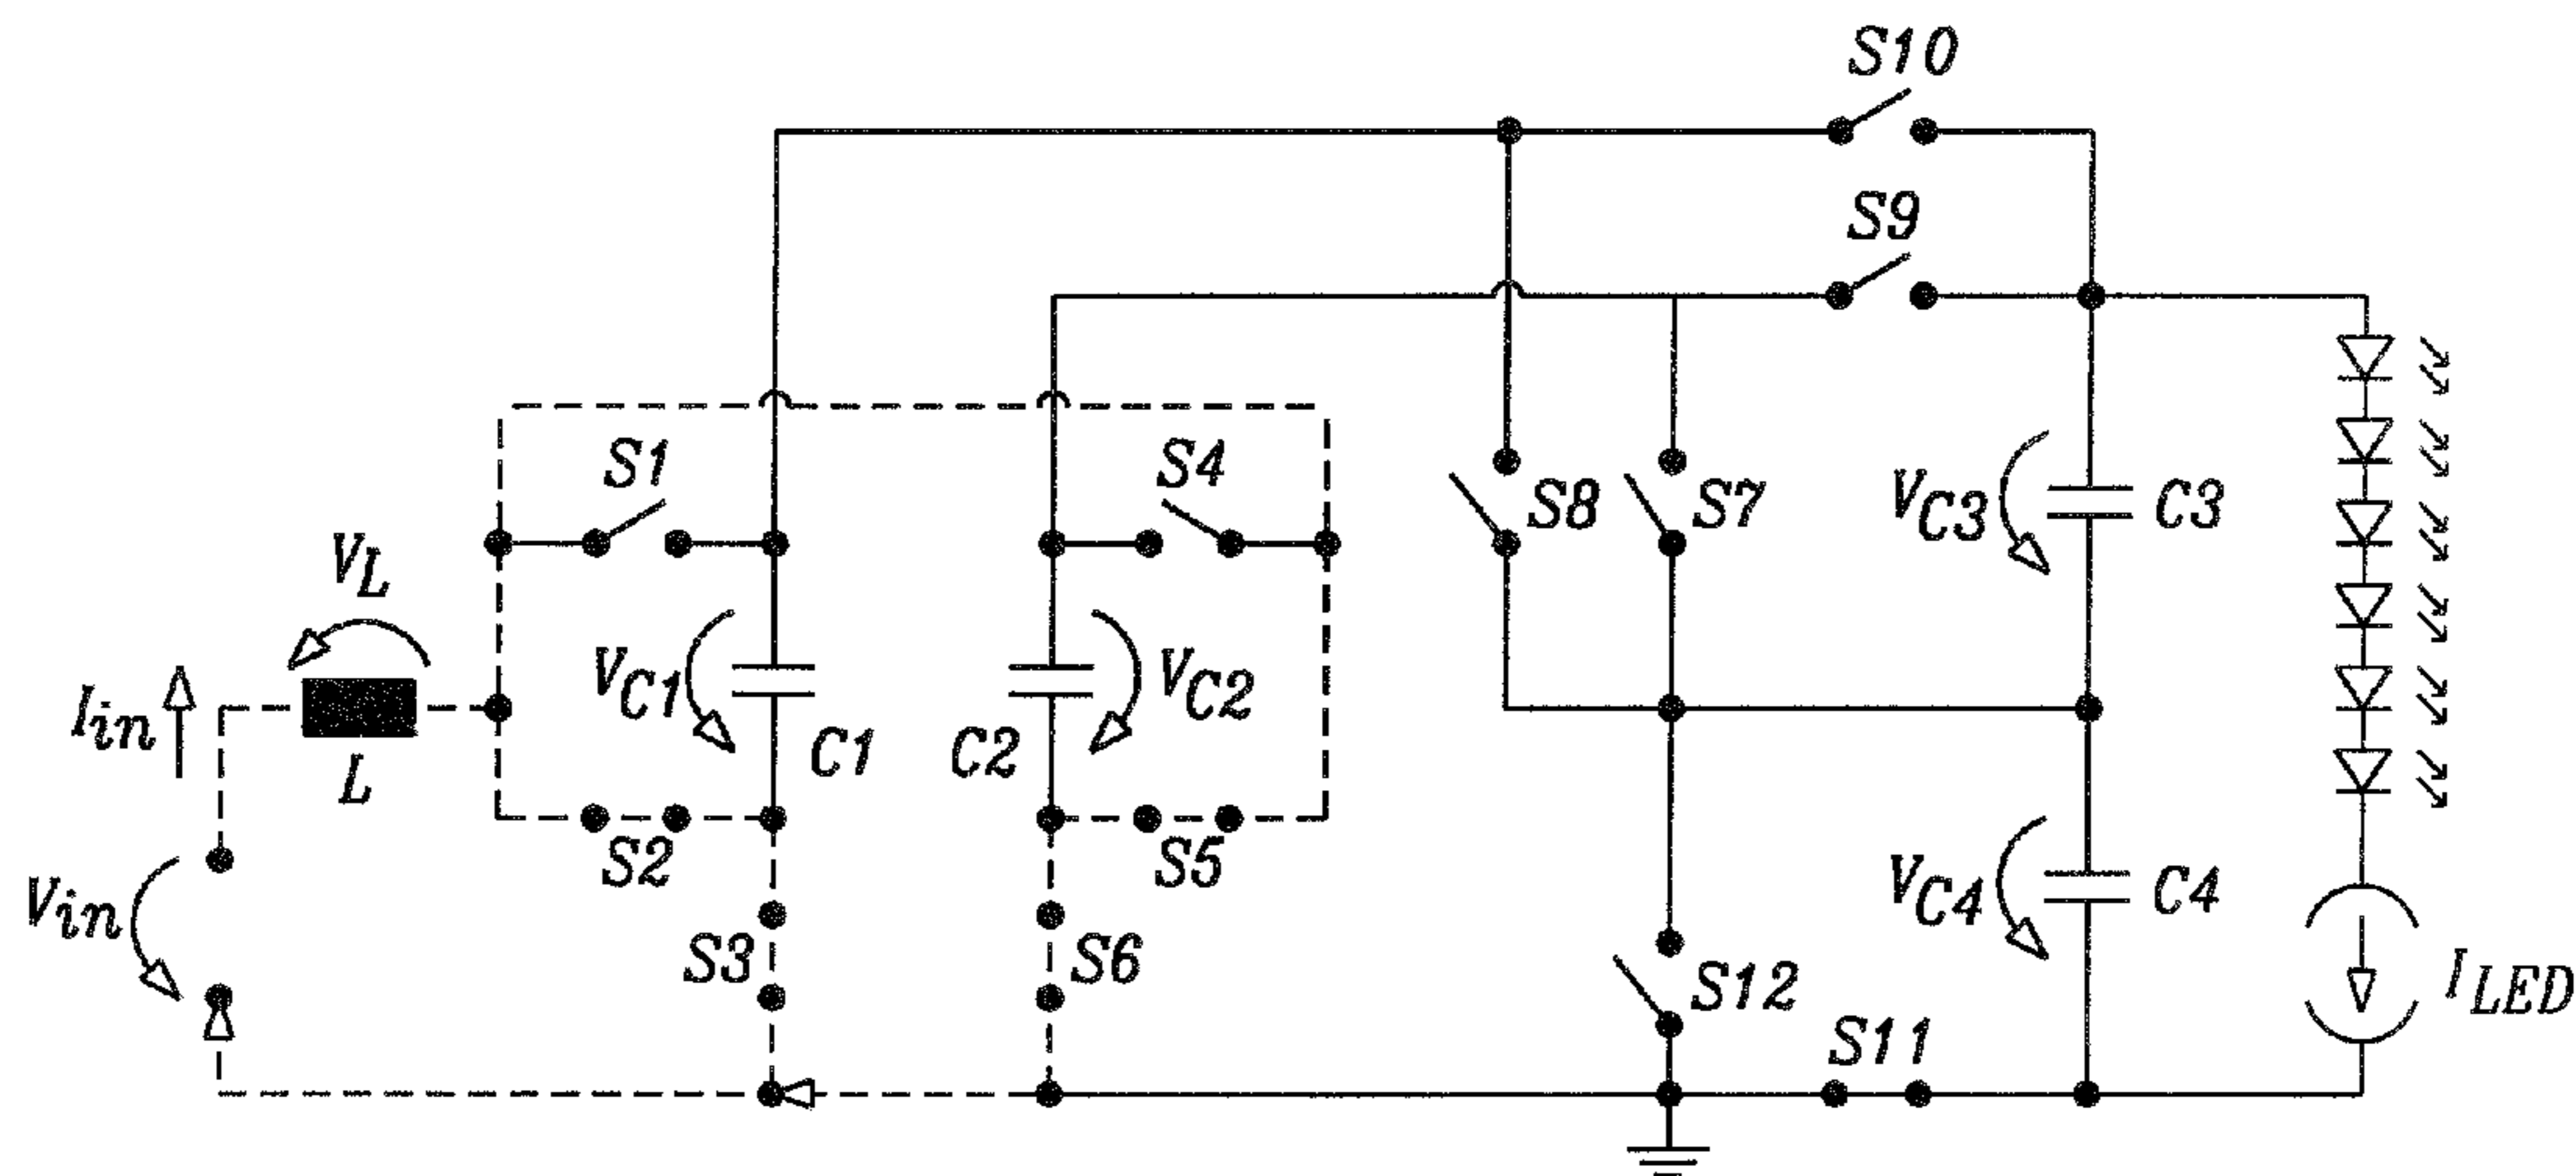 S10
S9
S1
S4
S8
S7
VC3
C3
VL
Iin
L
VC1
C1
VC2
C2
S2
S5
Vin
S3
S6
S12
S11
VC4
C4
ILED